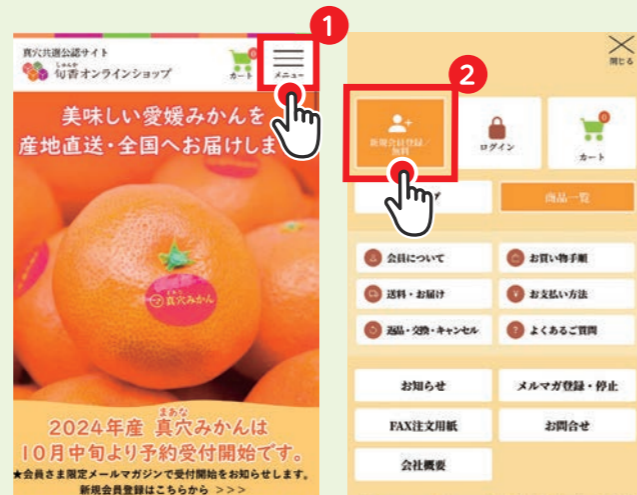 1
真穴共選公認サイト
しゅんか
旬香オンラインショップ
0
カート
メニュー
美味しい愛媛みかんを
産地直送・全国へお届けしま
マ
まあな
真穴みかん
まあな
2024年産 真穴みかんは
10月中旬より予約受付開始です。
★会員さま限定メールマガジンで受付開始をお知らせします。
新規会員登録はこちらから >>>
閉じる
2
新規会員登録/
無料
ログイン
0
カート
商品一覧
会員について
お買い物手順
送料・お届け
お支払い方法
返品・交換・キャンセル
よくあるご質問
お知らせ
メルマガ登録・停止
FAX注文用紙
お問合せ
会社概要